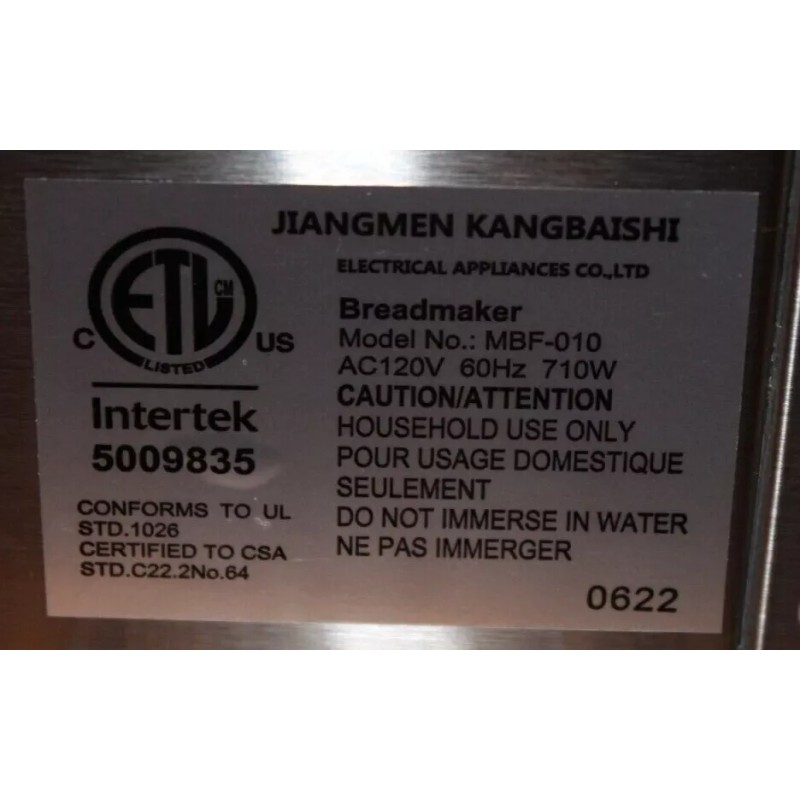 JIANGMEN KANGBAISHI
ELECTRICAL APPLIANCES CO.,LTD
ETL CM
C US
LISTED
Intertek
5009835
CONFORMS TO UL
STD.1026
CERTIFIED TO CSA
STD.C22.2No.64
Breadmaker
Model No.: MBF-010
AC120V 60Hz 710W
CAUTION/ATTENTION
HOUSEHOLD USE ONLY
POUR USAGE DOMESTIQUE
SEULEMENT
DO NOT IMMERSE IN WATER
NE PAS IMMERGER
0622